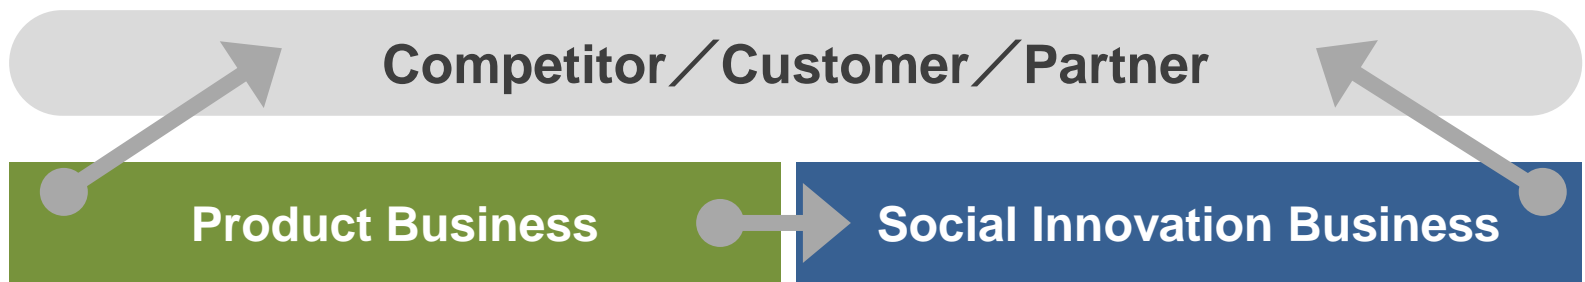 Competitor／Customer／Partner
Product Business
Social Innovation Business